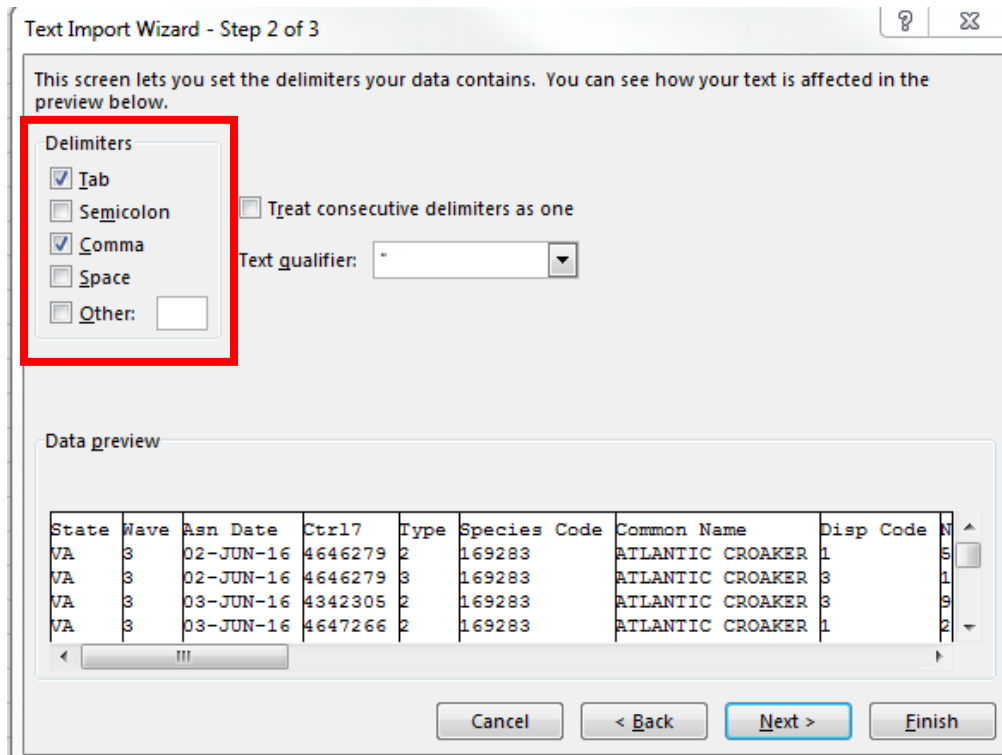 Text Import Wizard - Step 2 of 3
This screen lets you set the delimiters your data contains.  You can see how your text is affected in the
preview below.
Delimiters
Tab
Semicolon
Treat consecutive delimiters as one
Comma
Text qualifier: "
Space
Other:
Data preview
State Wave Asn Date Ctrl7 Type Species Code Common Name Disp Code N
VA 3 02-JUN-16 4646279 2 169283 ATLANTIC CROAKER 1 5
VA 3 02-JUN-16 4646279 3 169283 ATLANTIC CROAKER 3 1
VA 3 03-JUN-16 4342305 2 169283 ATLANTIC CROAKER 3 9
VA 3 03-JUN-16 4647266 2 169283 ATLANTIC CROAKER 1 2
Cancel < Back Next > Finish